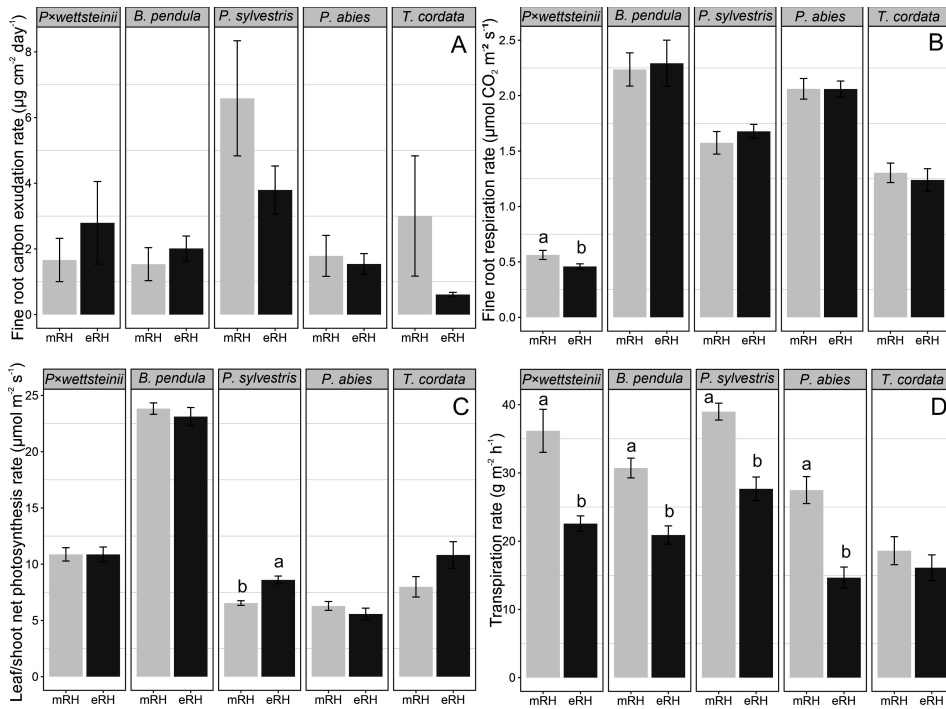 P×wettsteinii B. pendula P. sylvestris P. abies T. cordata
A
Fine root carbon exudation rate (µg cm⁻² day⁻¹)
8
6
4
2
0
mRH eRH mRH eRH mRH eRH mRH eRH mRH eRH
P×wettsteinii B. pendula P. sylvestris P. abies T. cordata
B
Fine root respiration rate (µmol CO₂ m⁻² s⁻¹)
2.5
2.0
1.5
1.0
0.5
0.0
a b
mRH eRH mRH eRH mRH eRH mRH eRH mRH eRH
P×wettsteinii B. pendula P. sylvestris P. abies T. cordata
C
Leaf/shoot net photosynthesis rate (µmol m⁻² s⁻¹)
25
20
15
10
5
0
b a
mRH eRH mRH eRH mRH eRH mRH eRH mRH eRH
P×wettsteinii B. pendula P. sylvestris P. abies T. cordata
D
Transpiration rate (g m⁻² h⁻¹)
40
30
20
10
0
a b a b a b a b
mRH eRH mRH eRH mRH eRH mRH eRH mRH eRH